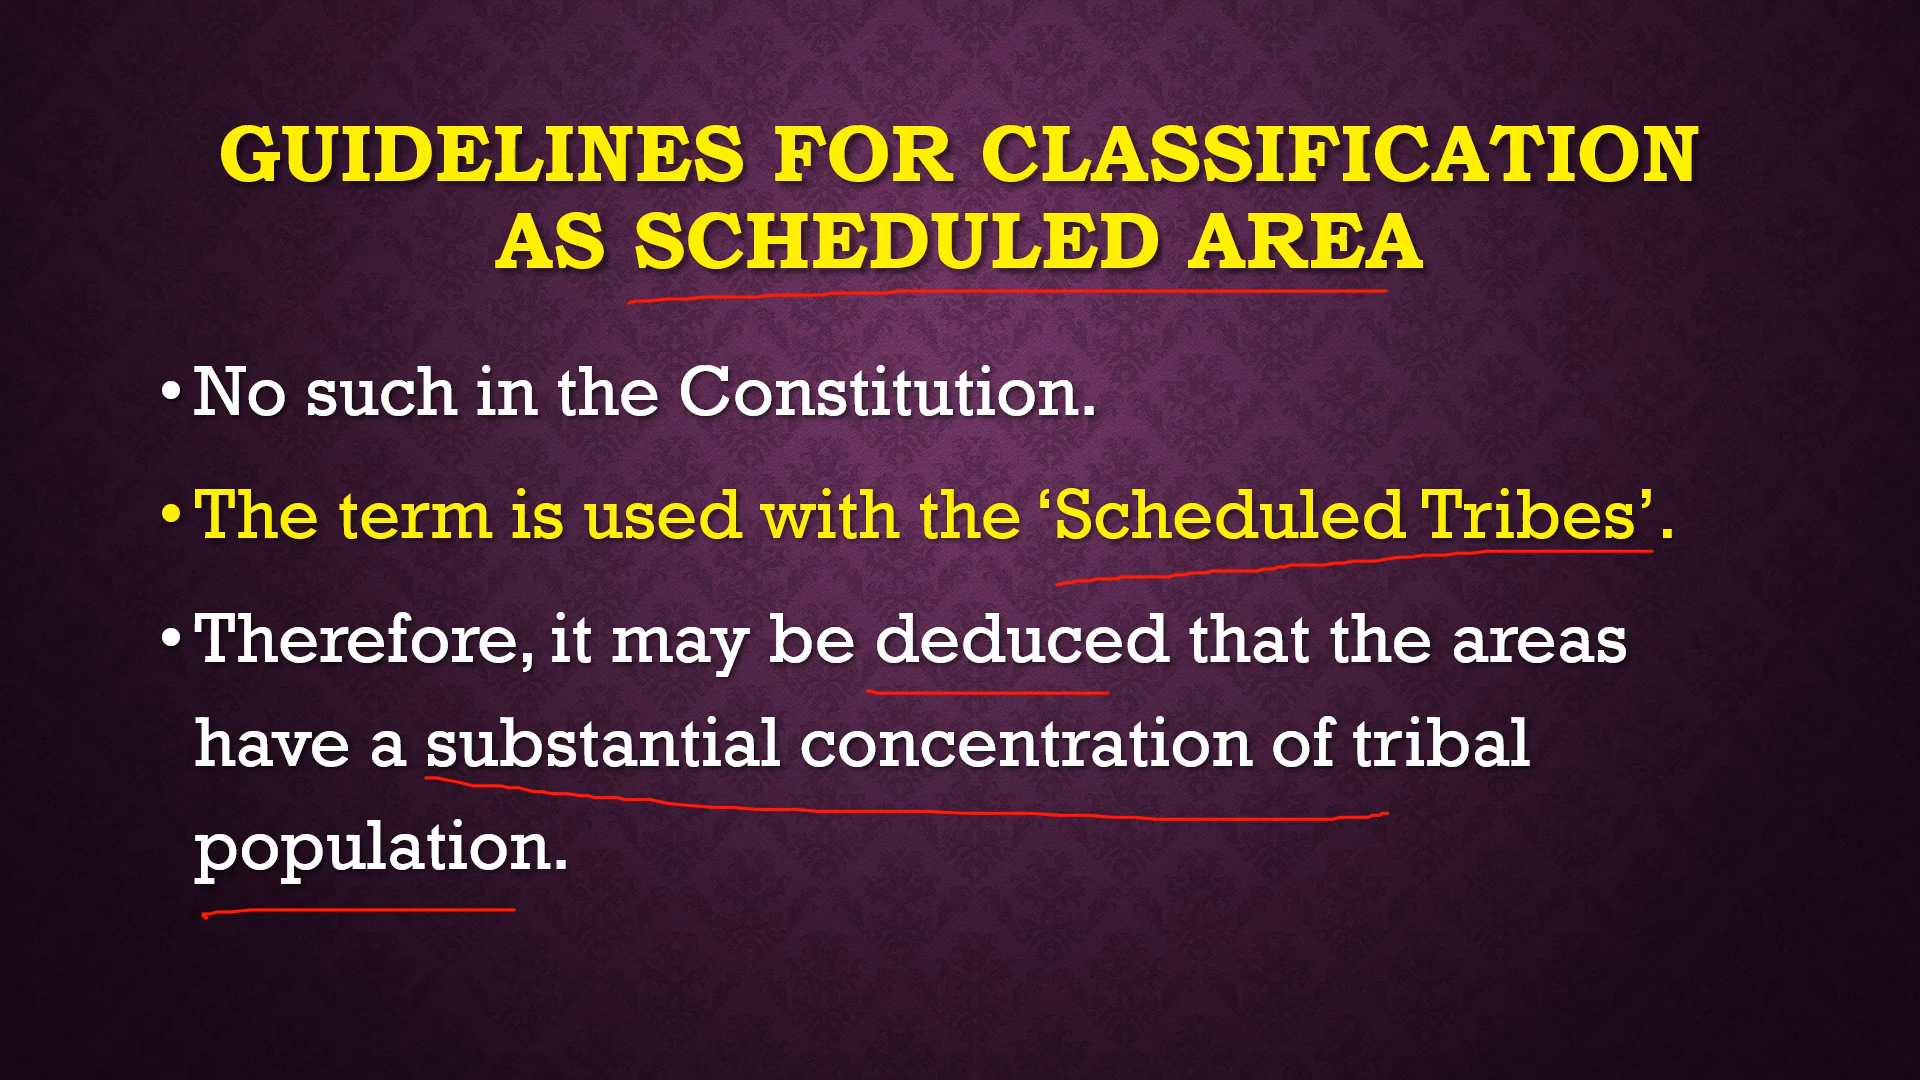 GUIDELINES FOR CLASSIFICATION
AS SCHEDULED AREA
• No such in the Constitution.
• The term is used with the ‘Scheduled Tribes’.
• Therefore, it may be deduced that the areas
have a substantial concentration of tribal
population.